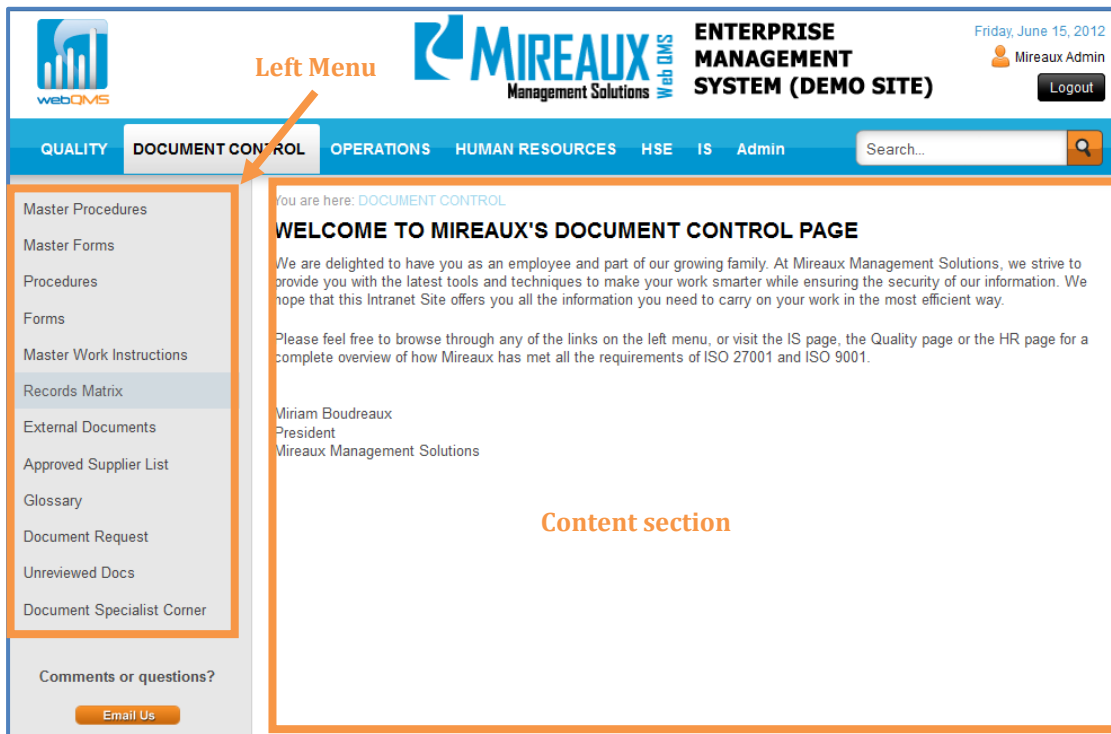 webQMS
Left Menu
MIREAUX
Management Solutions
Web QMS
ENTERPRISE
MANAGEMENT
SYSTEM (DEMO SITE)
Friday, June 15, 2012
Mireaux Admin
Logout
QUALITY DOCUMENT CONTROL OPERATIONS HUMAN RESOURCES HSE IS Admin Search...
Master Procedures
Master Forms
Procedures
Forms
Master Work Instructions
Records Matrix
External Documents
Approved Supplier List
Glossary
Document Request
Unreviewed Docs
Document Specialist Corner
Comments or questions?
Email Us
You are here: DOCUMENT CONTROL
WELCOME TO MIREAUX'S DOCUMENT CONTROL PAGE
We are delighted to have you as an employee and part of our growing family. At Mireaux Management Solutions, we strive to
provide you with the latest tools and techniques to make your work smarter while ensuring the security of our information. We
hope that this Intranet Site offers you all the information you need to carry on your work in the most efficient way.
Please feel free to browse through any of the links on the left menu, or visit the IS page, the Quality page or the HR page for a
complete overview of how Mireaux has met all the requirements of ISO 27001 and ISO 9001.
Miriam Boudreaux
President
Mireaux Management Solutions
Content section